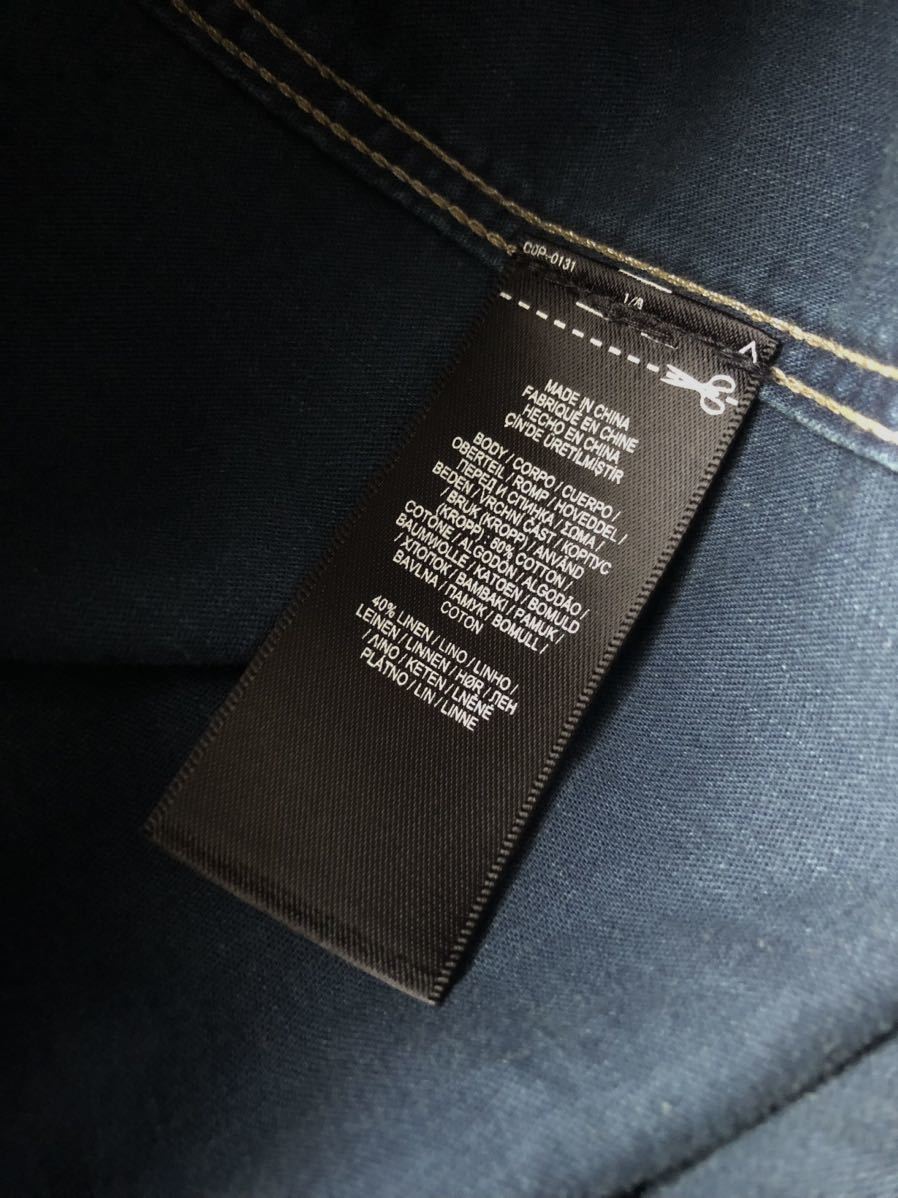 COP-0131
1/8
MADE IN CHINA
FABRIQUÉ EN CHINE
HECHO EN CHINA
ÇİN'DE ÜRETİLMİŞTİR
BODY / CORPO / CUERPO /
OBERTEIL / ROMP / HOVEDDEL /
ПЕРЕД И СПИНКА / ΣΩΜΑ /
BEDEN / VRCHNÍ ČÁST / КОРПУС
/ BRUK (KROPP) / ANVÄND
(KROPP): 60% COTTON /
COTONE / ALGODÓN / ALGODÃO /
BAUMWOLLE / KATOEN / BOMULD
/ ХЛОПОК / ΒΑΜΒΑΚΙ / PAMUK /
BAVLNA / ПАМУК / BOMULL /
COTON
40% LINEN / LINO / LINHO /
LEINEN / LINNEN / HØR / ЛЕН
/ ΛΙΝΟ / KETEN / LNĚNÉ
PLÁTNO / LIN / LINNE